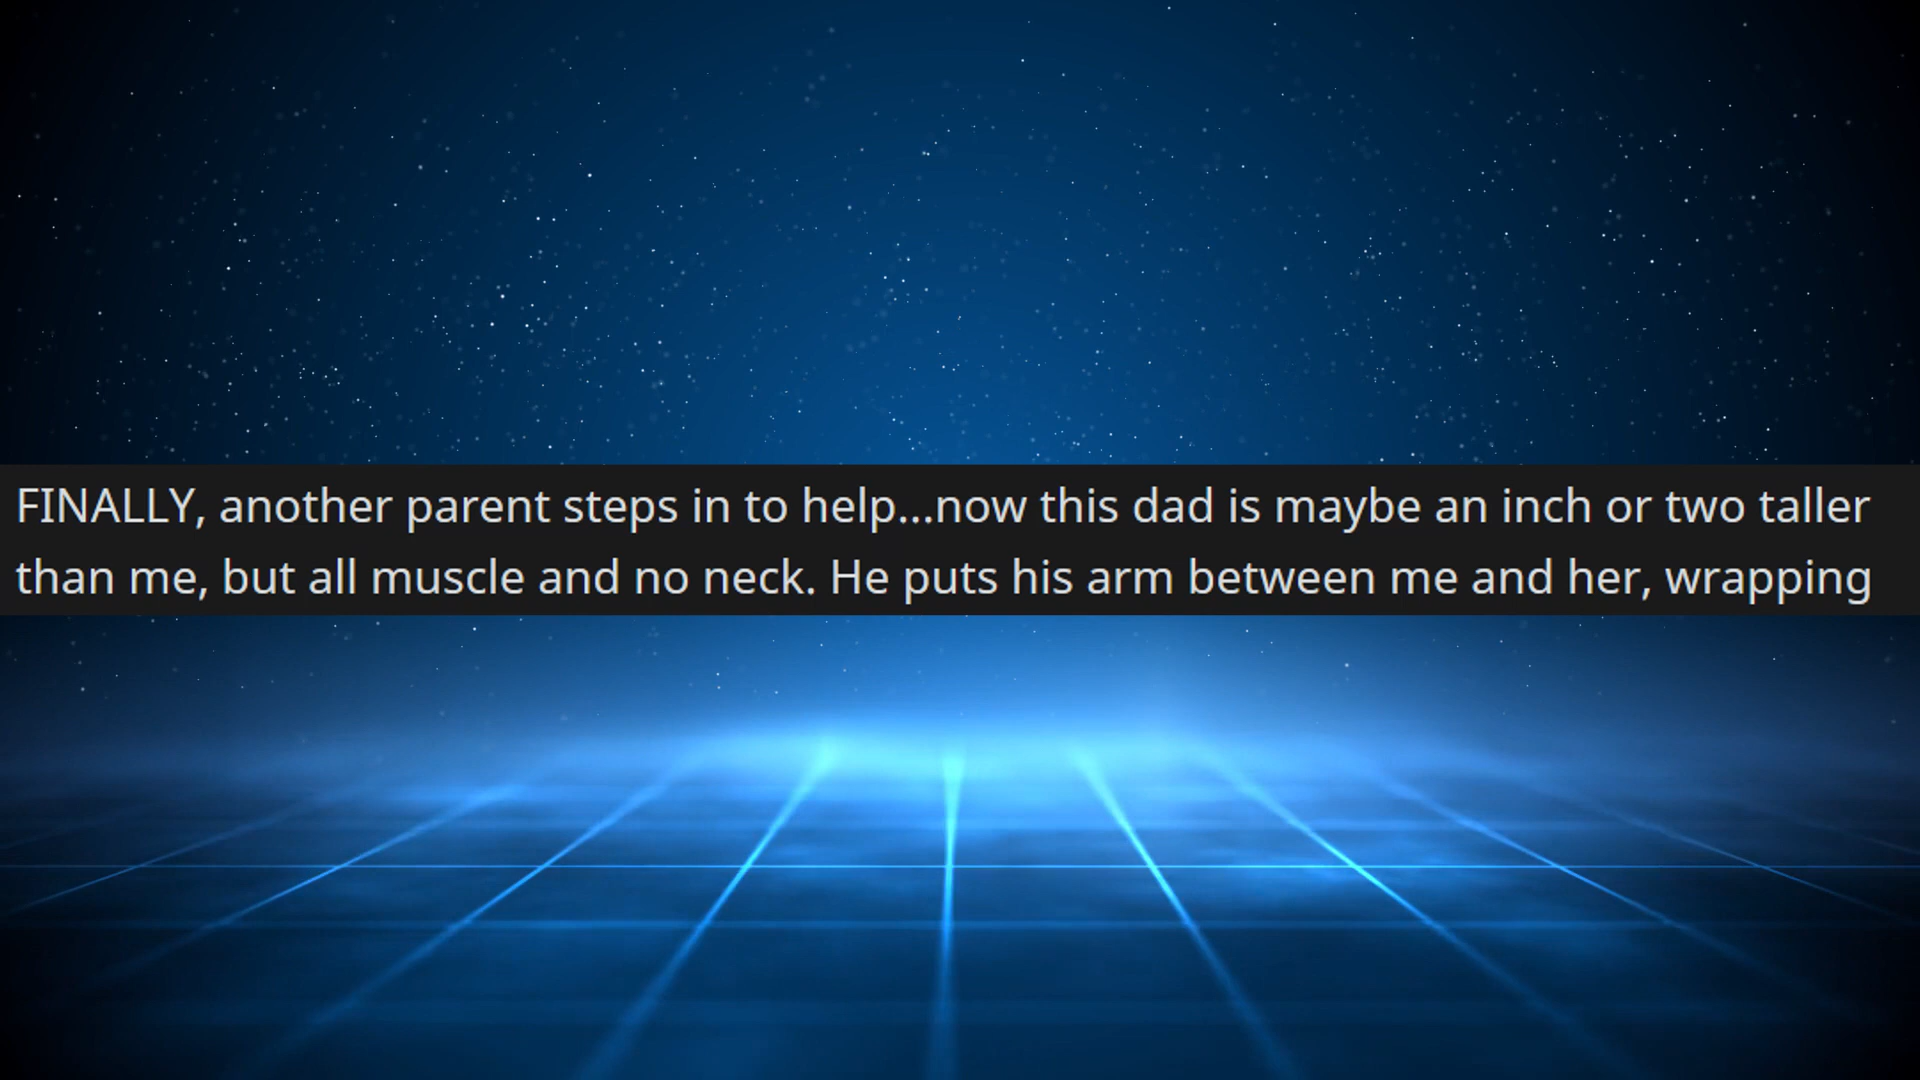 FINALLY, another parent steps in to help...now this dad is maybe an inch or two taller
than me, but all muscle and no neck. He puts his arm between me and her, wrapping